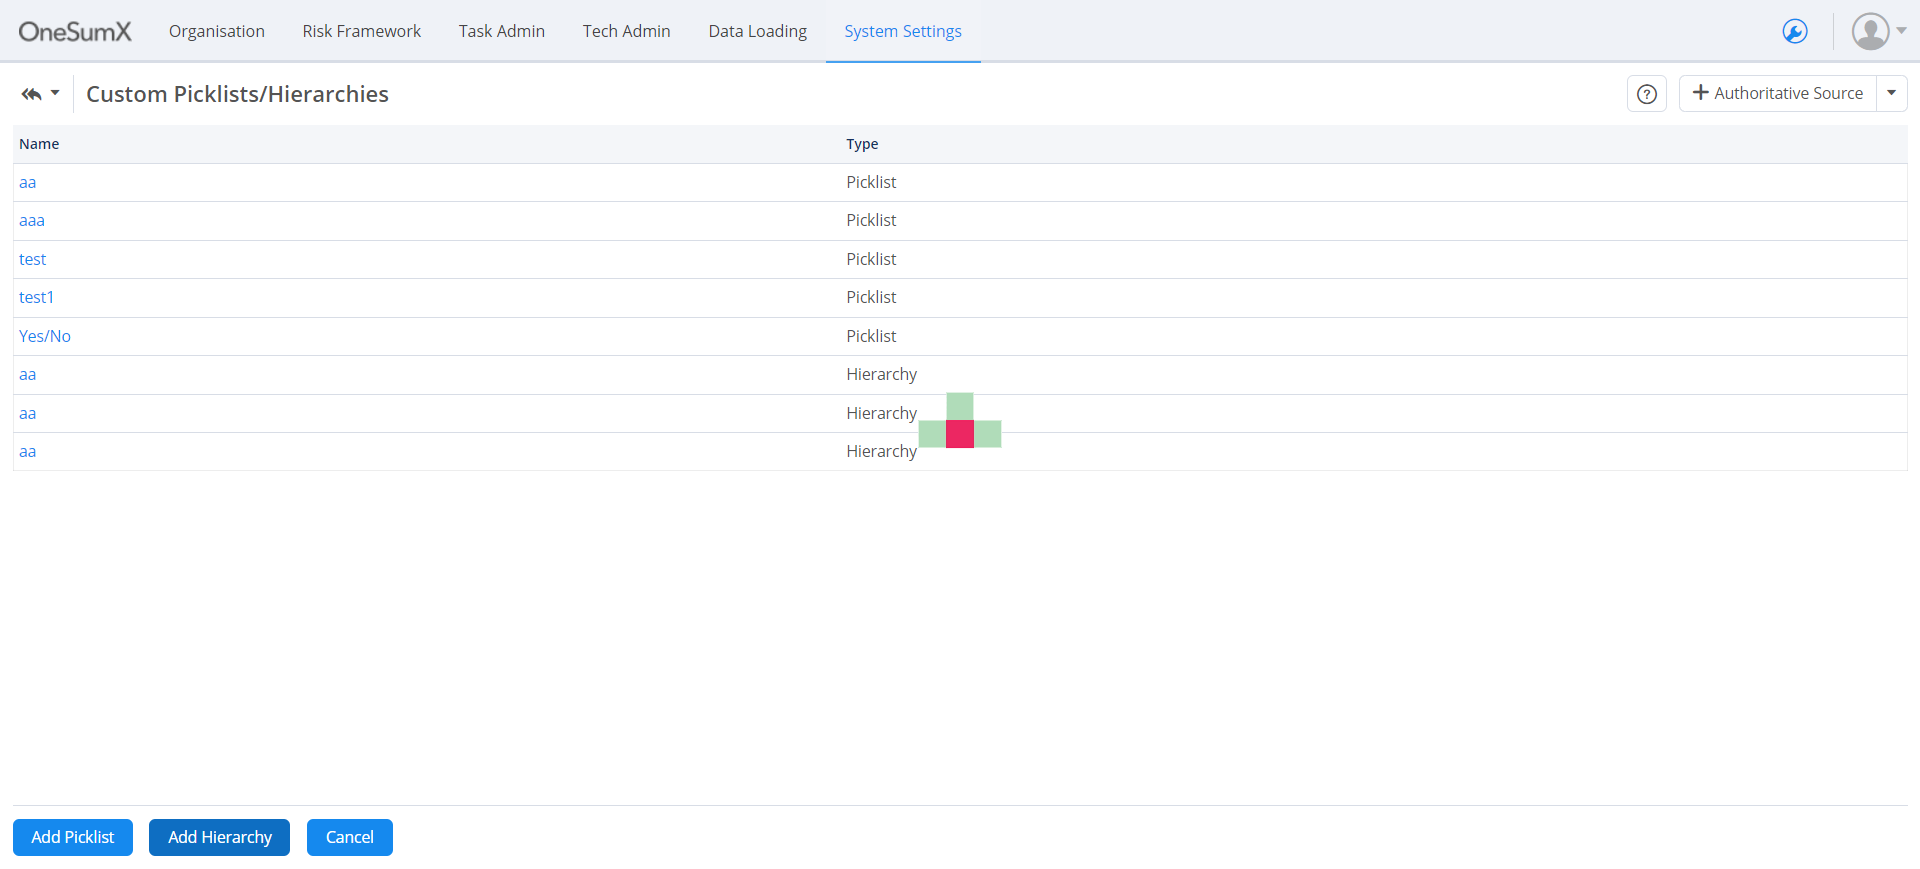 OneSumX Organisation Risk Framework Task Admin Tech Admin Data Loading System Settings
Custom Picklists/Hierarchies ? + Authoritative Source
Name Type
aa Picklist
aaa Picklist
test Picklist
test1 Picklist
Yes/No Picklist
aa Hierarchy
aa Hierarchy
aa Hierarchy
Add Picklist Add Hierarchy Cancel